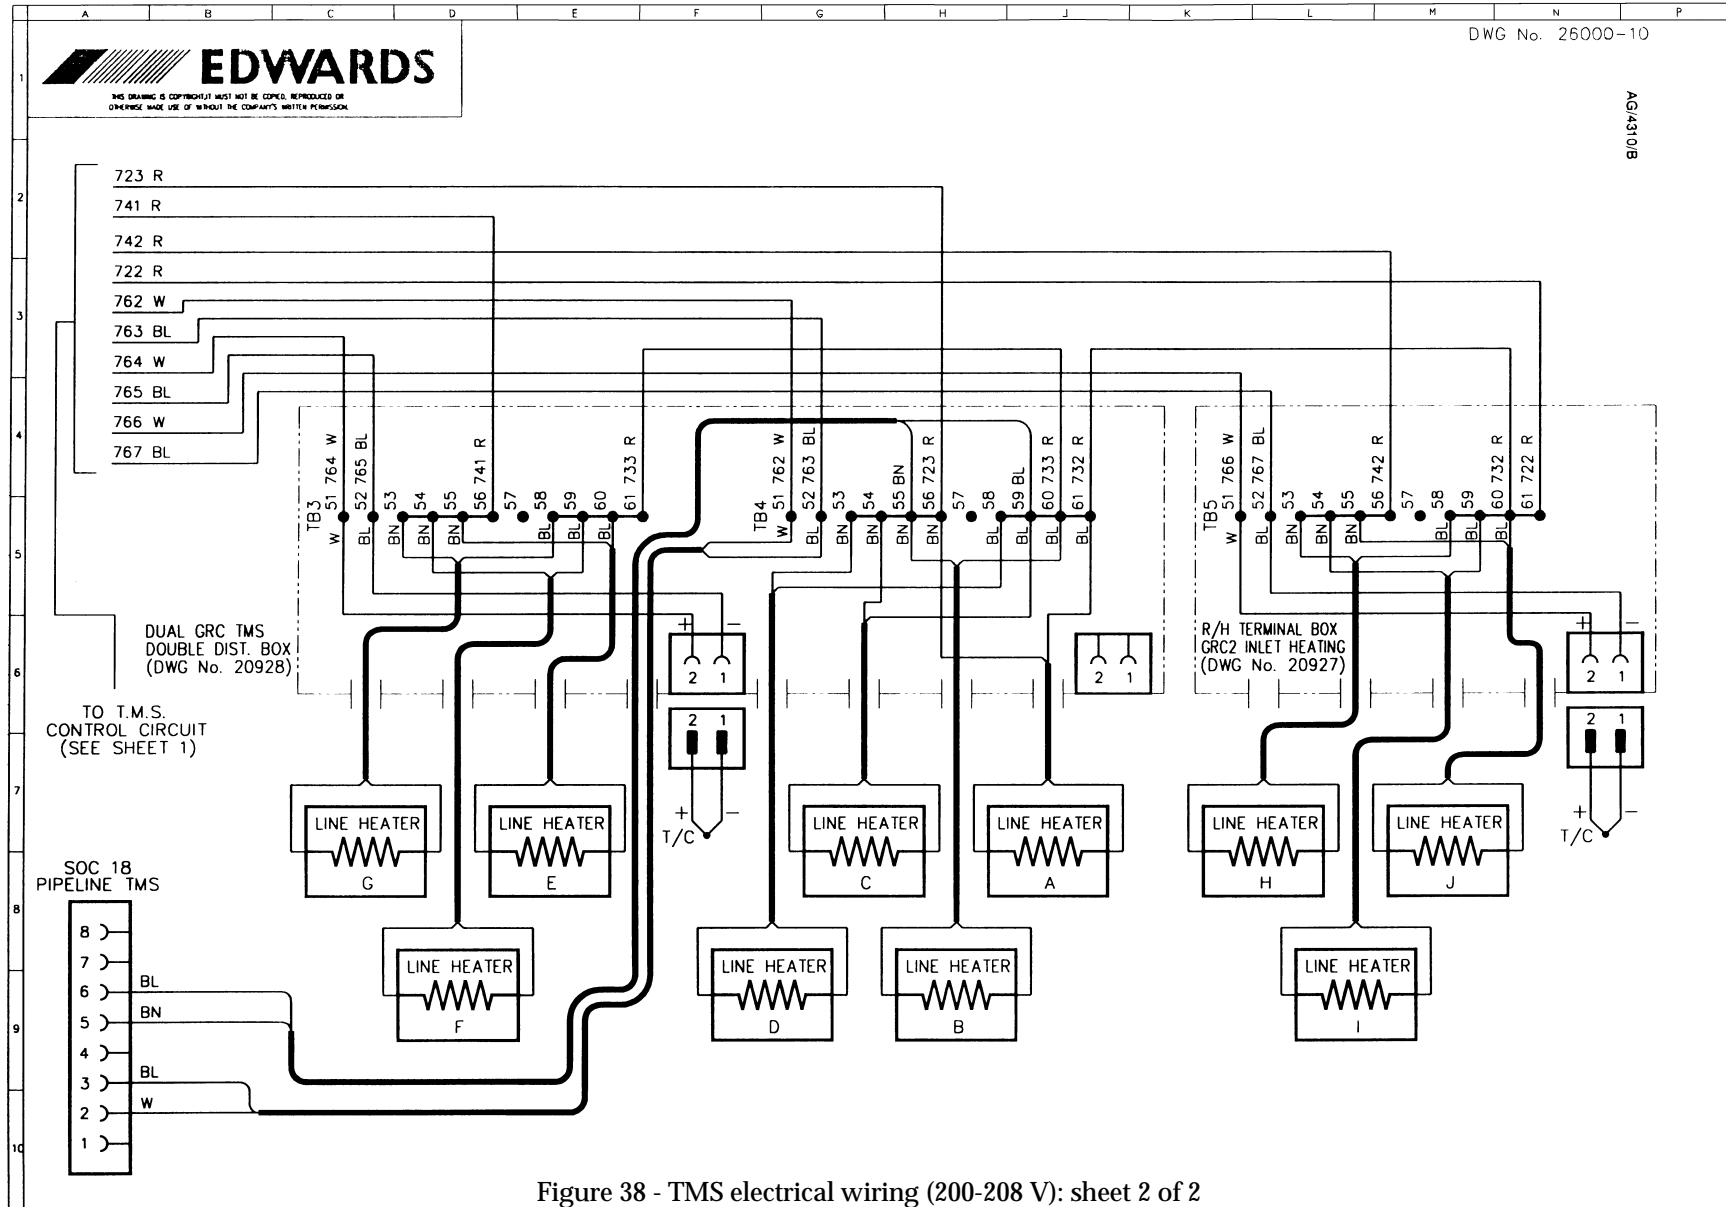 A B C D E F G H J K L M N P
DWG No. 26000-10
EDWARDS
THIS DRAWING IS COPYRIGHT.IT MUST NOT BE COPIED, REPRODUCED OR
OTHERWISE MADE USE OF WITHOUT THE COMPANY'S WRITTEN PERMISSION.
AG/4310/B
1
2
3
4
5
6
7
8
9
10
723 R
741 R
742 R
722 R
762 W
763 BL
764 W
765 BL
766 W
767 BL
TB3
51 764 W
52 765 BL
53
54
55
56 741 R
57
58
59
60
61 733 R
W BL BN BN BN BL BL BL
TB4
51 762 W
52 763 BL
53
54
55 BN
56 723 R
57
58
59 BL
60 733 R
61 732 R
W BL BN BN BN BN BL BL BL BL
TB5
51 766 W
52 767 BL
53
54
55
56 742 R
57
58
59
60 732 R
61 722 R
W BL BN BN BN BL BL BL
DUAL GRC TMS
DOUBLE DIST. BOX
(DWG No. 20928)
R/H TERMINAL BOX
GRC2 INLET HEATING
(DWG No. 20927)
+ −
2 1
2 1
+ −
2 1
TO T.M.S.
CONTROL CIRCUIT
(SEE SHEET 1)
2 1
+ −
T/C
2 1
+ −
T/C
LINE HEATER
G
LINE HEATER
E
LINE HEATER
C
LINE HEATER
A
LINE HEATER
H
LINE HEATER
J
LINE HEATER
F
LINE HEATER
D
LINE HEATER
B
LINE HEATER
I
SOC 18
PIPELINE TMS
8
7
6 BL
5 BN
4
3 BL
2 W
1
Figure 38 - TMS electrical wiring (200-208 V): sheet 2 of 2